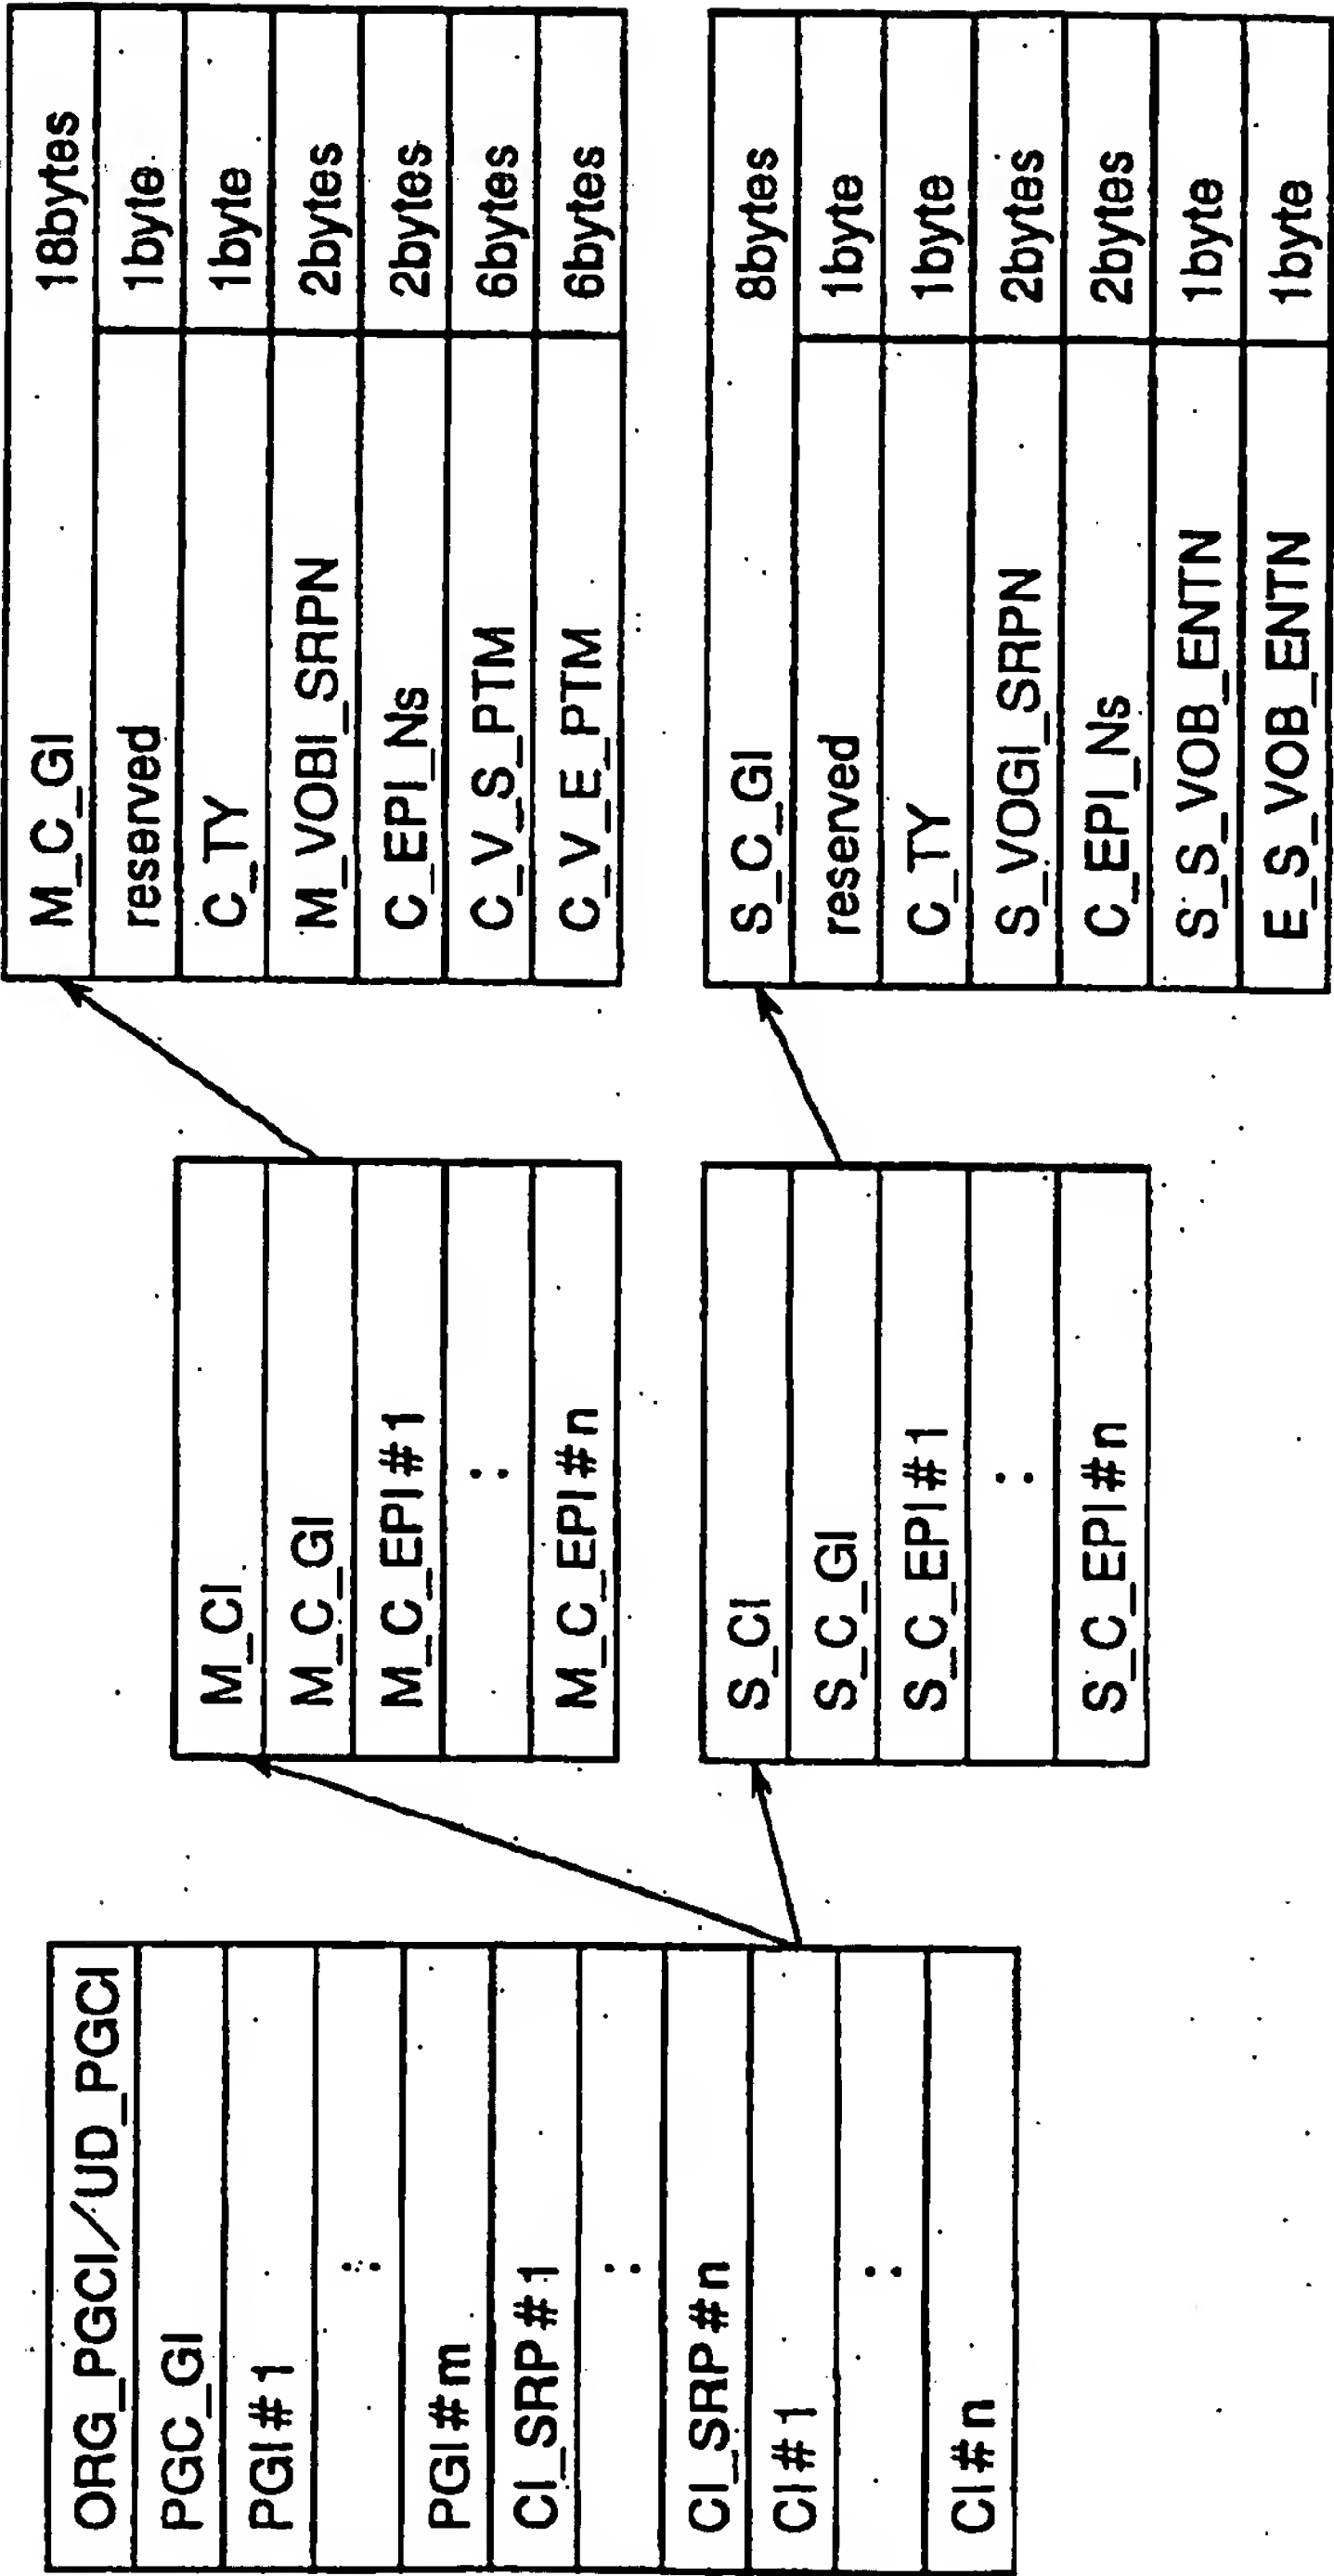 ORG_PGCI/UD_PGCI
PGC_GI
PGI#1
:
PGI#m
CI_SRP#1
:
CI_SRP#n
CI#1
:
CI#n
M_CI
M_C_GI
M_C_EPI#1
:
M_C_EPI#n
S_CI
S_C_GI
S_C_EPI#1
:
S_C_EPI#n
M_C_GI 18bytes
reserved 1byte
C_TY 1byte
M_VOBI_SRPN 2bytes
C_EPI_Ns 2bytes
C_V_S_PTM 6bytes
C_V_E_PTM 6bytes
S_C_GI 8bytes
reserved 1byte
C_TY 1byte
S_VOGI_SRPN 2bytes
C_EPI_Ns 2bytes
S_S_VOB_ENTN 1byte
E_S_VOB_ENTN 1byte